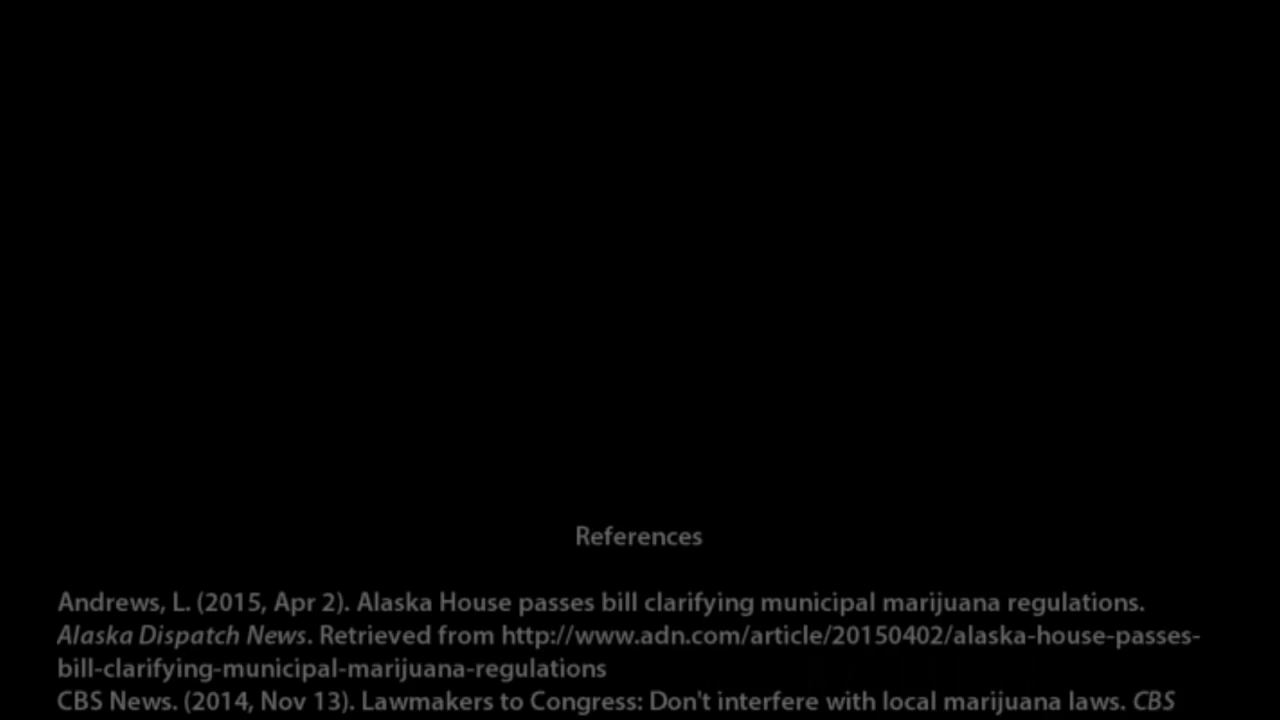 References
Andrews, L. (2015, Apr 2). Alaska House passes bill clarifying municipal marijuana regulations.
Alaska Dispatch News. Retrieved from http://www.adn.com/article/20150402/alaska-house-passes-
bill-clarifying-municipal-marijuana-regulations
CBS News. (2014, Nov 13). Lawmakers to Congress: Don't interfere with local marijuana laws. CBS